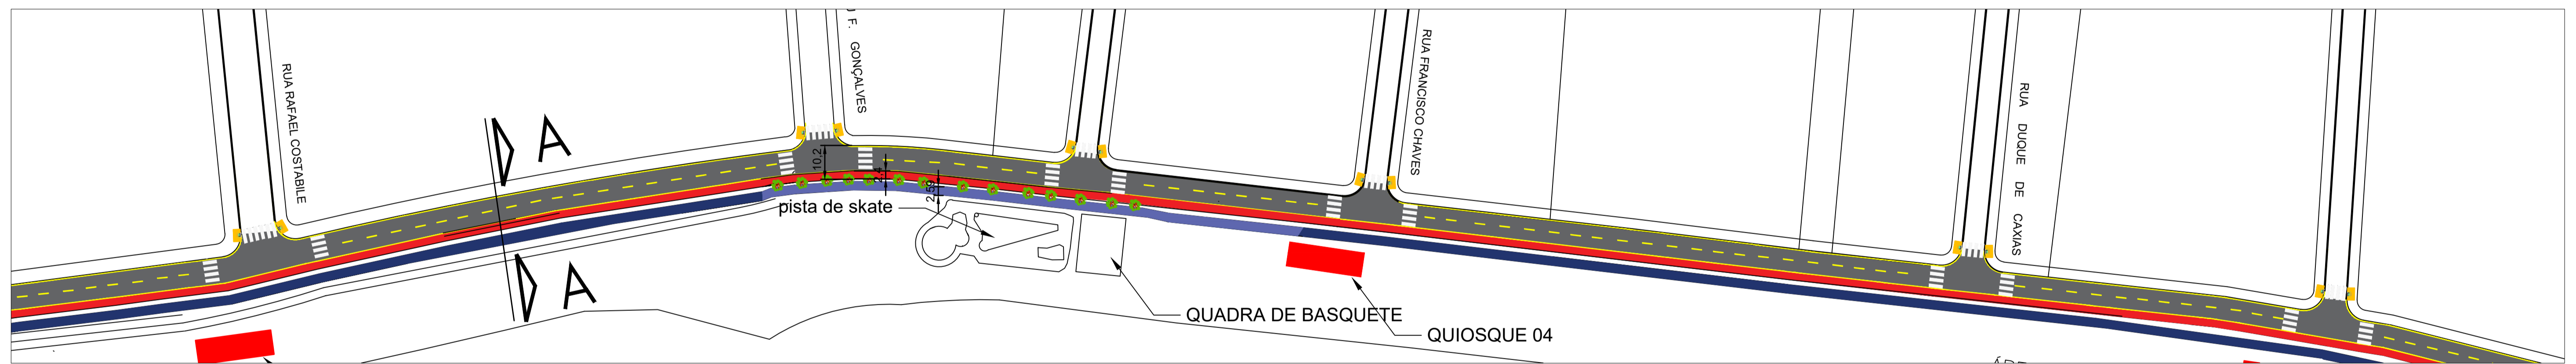 RUA RAFAEL COSTABILE
A
A
F. GONÇALVES
10,2
2,59
pista de skate
RUA FRANCISCO CHAVES
QUADRA DE BASQUETE
QUIOSQUE 04
RUA DUQUE DE CAXIAS